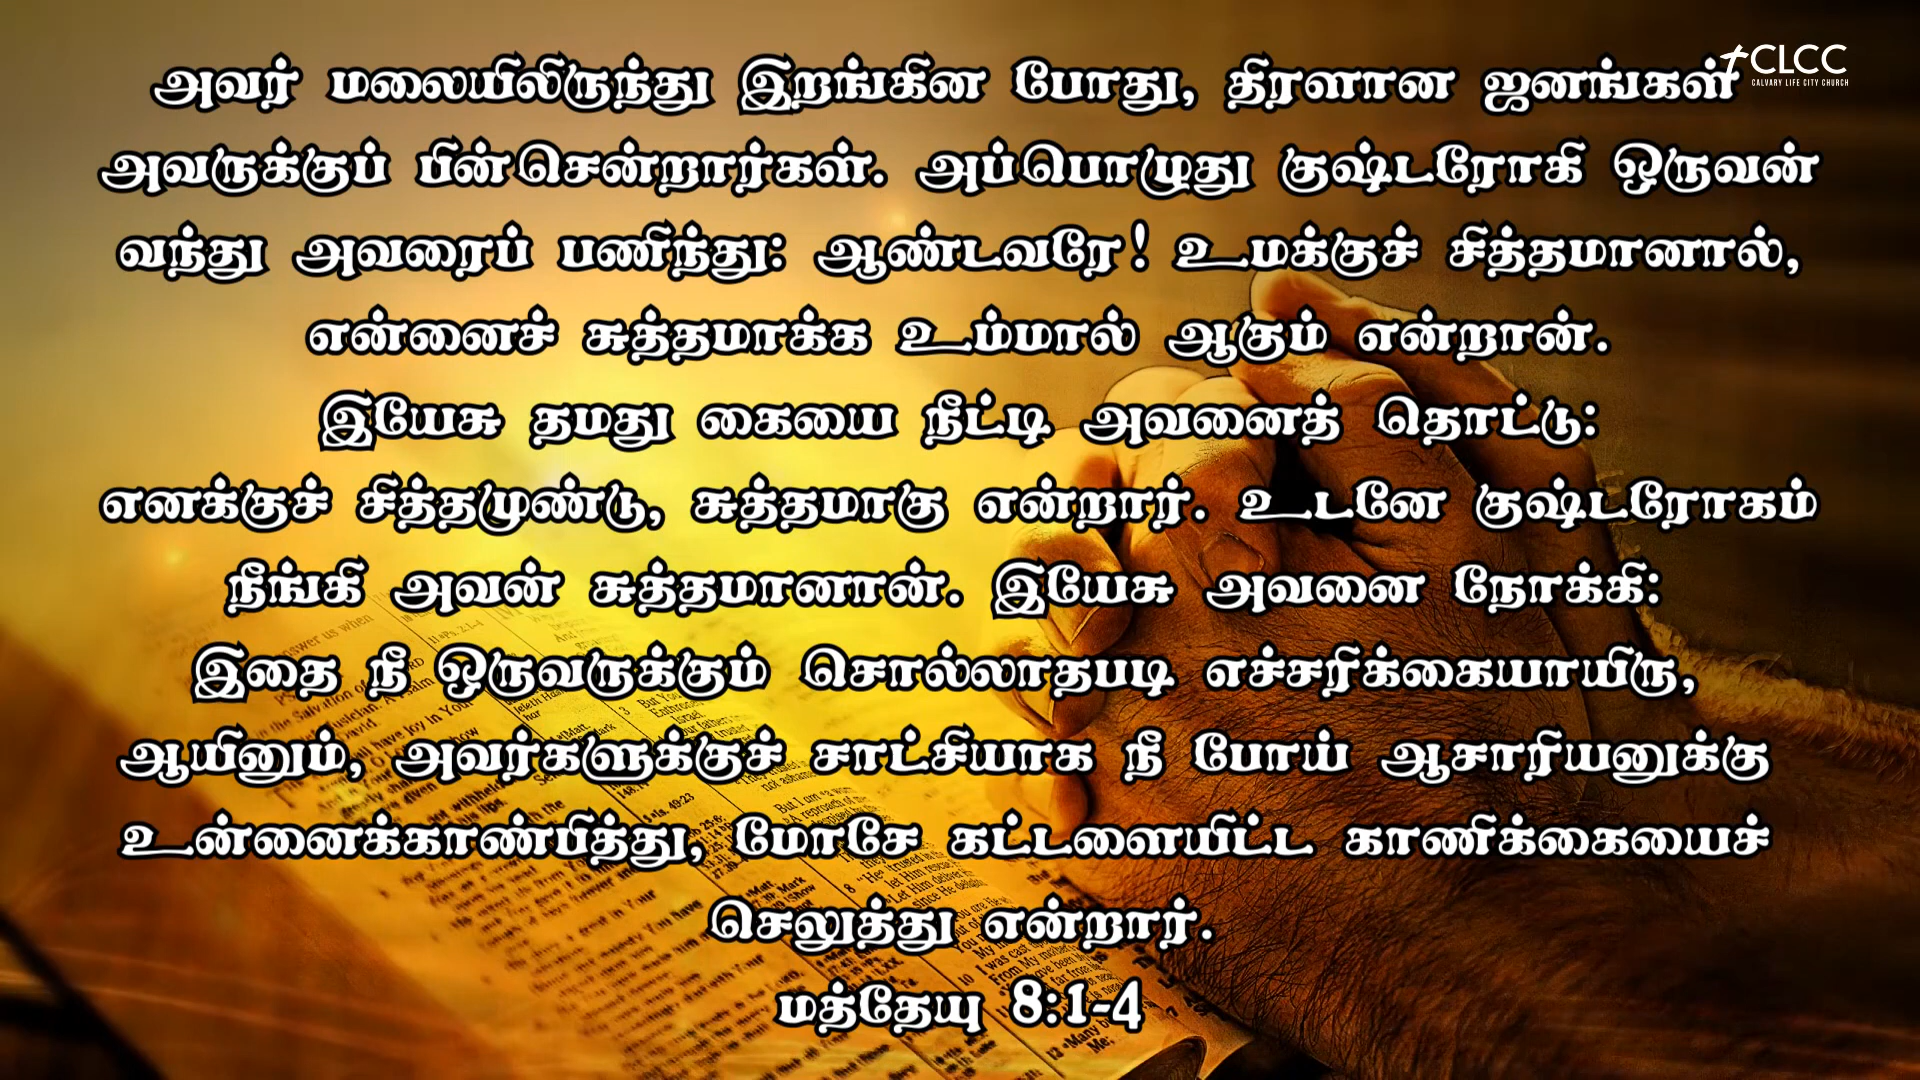 அவர் மலையிலிருந்து இறங்கின போது, திரளான ஜனங்கள்
CLCC
CALVARY LIFE CITY CHURCH
அவருக்குப் பின்சென்றார்கள். அப்பொழுது குஷ்டரோகி ஒருவன்
வந்து அவரைப் பணிந்து: ஆண்டவரே! உமக்குச் சித்தமானால்,
என்னைச் சுத்தமாக்க உம்மால் ஆகும் என்றான்.
இயேசு தமது கையை நீட்டி அவனைத் தொட்டு:
எனக்குச் சித்தமுண்டு, சுத்தமாகு என்றார். உடனே குஷ்டரோகம்
நீங்கி அவன் சுத்தமானான். இயேசு அவனை நோக்கி:
இதை நீ ஒருவருக்கும் சொல்லாதபடி எச்சரிக்கையாயிரு,
ஆயினும், அவர்களுக்குச் சாட்சியாக நீ போய் ஆசாரியனுக்கு
உன்னைக்காண்பித்து, மோசே கட்டளையிட்ட காணிக்கையைச்
செலுத்து என்றார்.
மத்தேயு 8:1-4